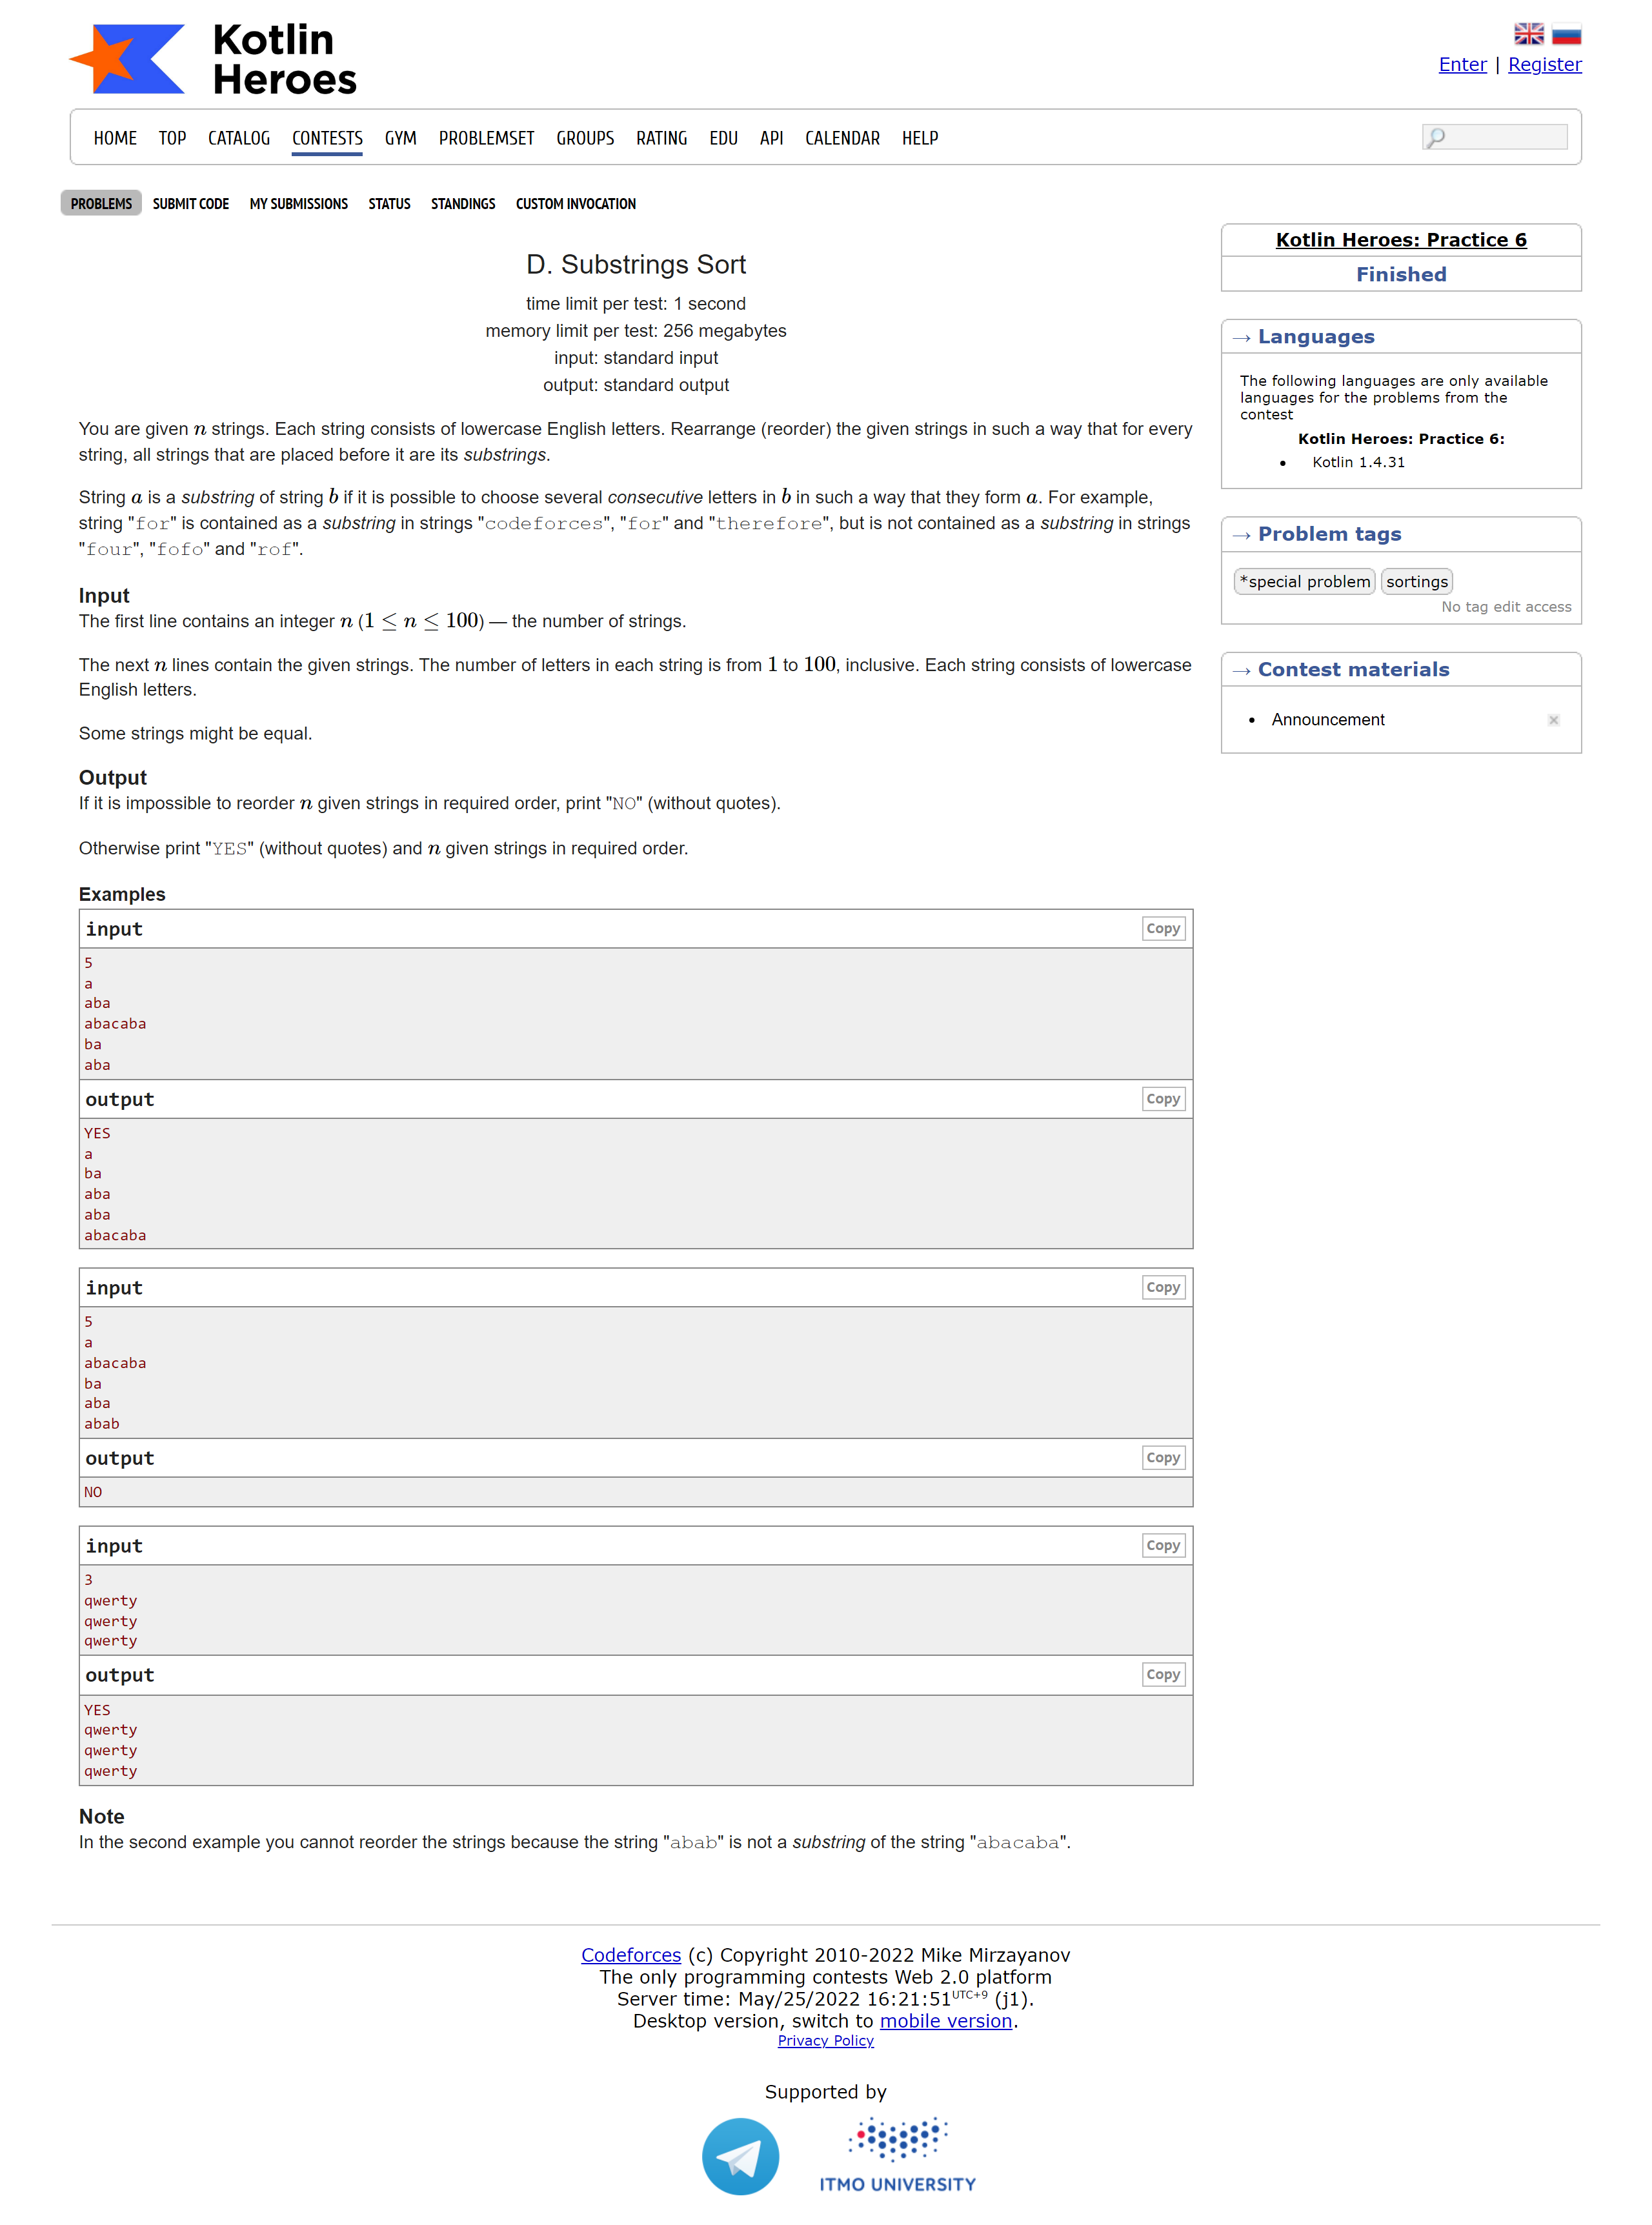 Kotlin
Heroes
Enter | Register
HOME TOP CATALOG CONTESTS GYM PROBLEMSET GROUPS RATING EDU API CALENDAR HELP
PROBLEMS SUBMIT CODE MY SUBMISSIONS STATUS STANDINGS CUSTOM INVOCATION
D. Substrings Sort
time limit per test: 1 second
memory limit per test: 256 megabytes
input: standard input
output: standard output
You are given n strings. Each string consists of lowercase English letters. Rearrange (reorder) the given strings in such a way that for every
string, all strings that are placed before it are its substrings.
String a is a substring of string b if it is possible to choose several consecutive letters in b in such a way that they form a. For example,
string "for" is contained as a substring in strings "codeforces", "for" and "therefore", but is not contained as a substring in strings
"four", "fofo" and "rof".
Input
The first line contains an integer n (1 ≤ n ≤ 100) — the number of strings.
The next n lines contain the given strings. The number of letters in each string is from 1 to 100, inclusive. Each string consists of lowercase
English letters.
Some strings might be equal.
Output
If it is impossible to reorder n given strings in required order, print "NO" (without quotes).
Otherwise print "YES" (without quotes) and n given strings in required order.
Examples
input Copy
5
a
aba
abacaba
ba
aba
output Copy
YES
a
ba
aba
aba
abacaba
input Copy
5
a
abacaba
ba
aba
abab
output Copy
NO
input Copy
3
qwerty
qwerty
qwerty
output Copy
YES
qwerty
qwerty
qwerty
Note
In the second example you cannot reorder the strings because the string "abab" is not a substring of the string "abacaba".
Kotlin Heroes: Practice 6
Finished
→ Languages
The following languages are only available
languages for the problems from the
contest
Kotlin Heroes: Practice 6:
• Kotlin 1.4.31
→ Problem tags
*special problem sortings
No tag edit access
→ Contest materials
• Announcement ×
Codeforces (c) Copyright 2010-2022 Mike Mirzayanov
The only programming contests Web 2.0 platform
Server time: May/25/2022 16:21:51UTC+9 (j1).
Desktop version, switch to mobile version.
Privacy Policy
Supported by
ITMO UNIVERSITY